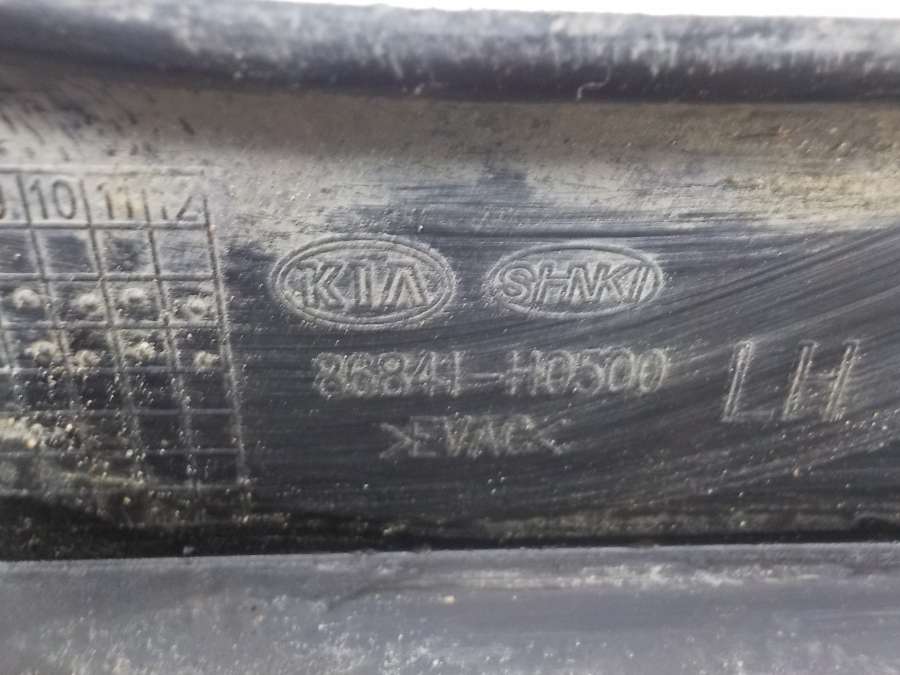 10 11 12
KIA
SHNKI
86841-H0500
LH
>EVAC<